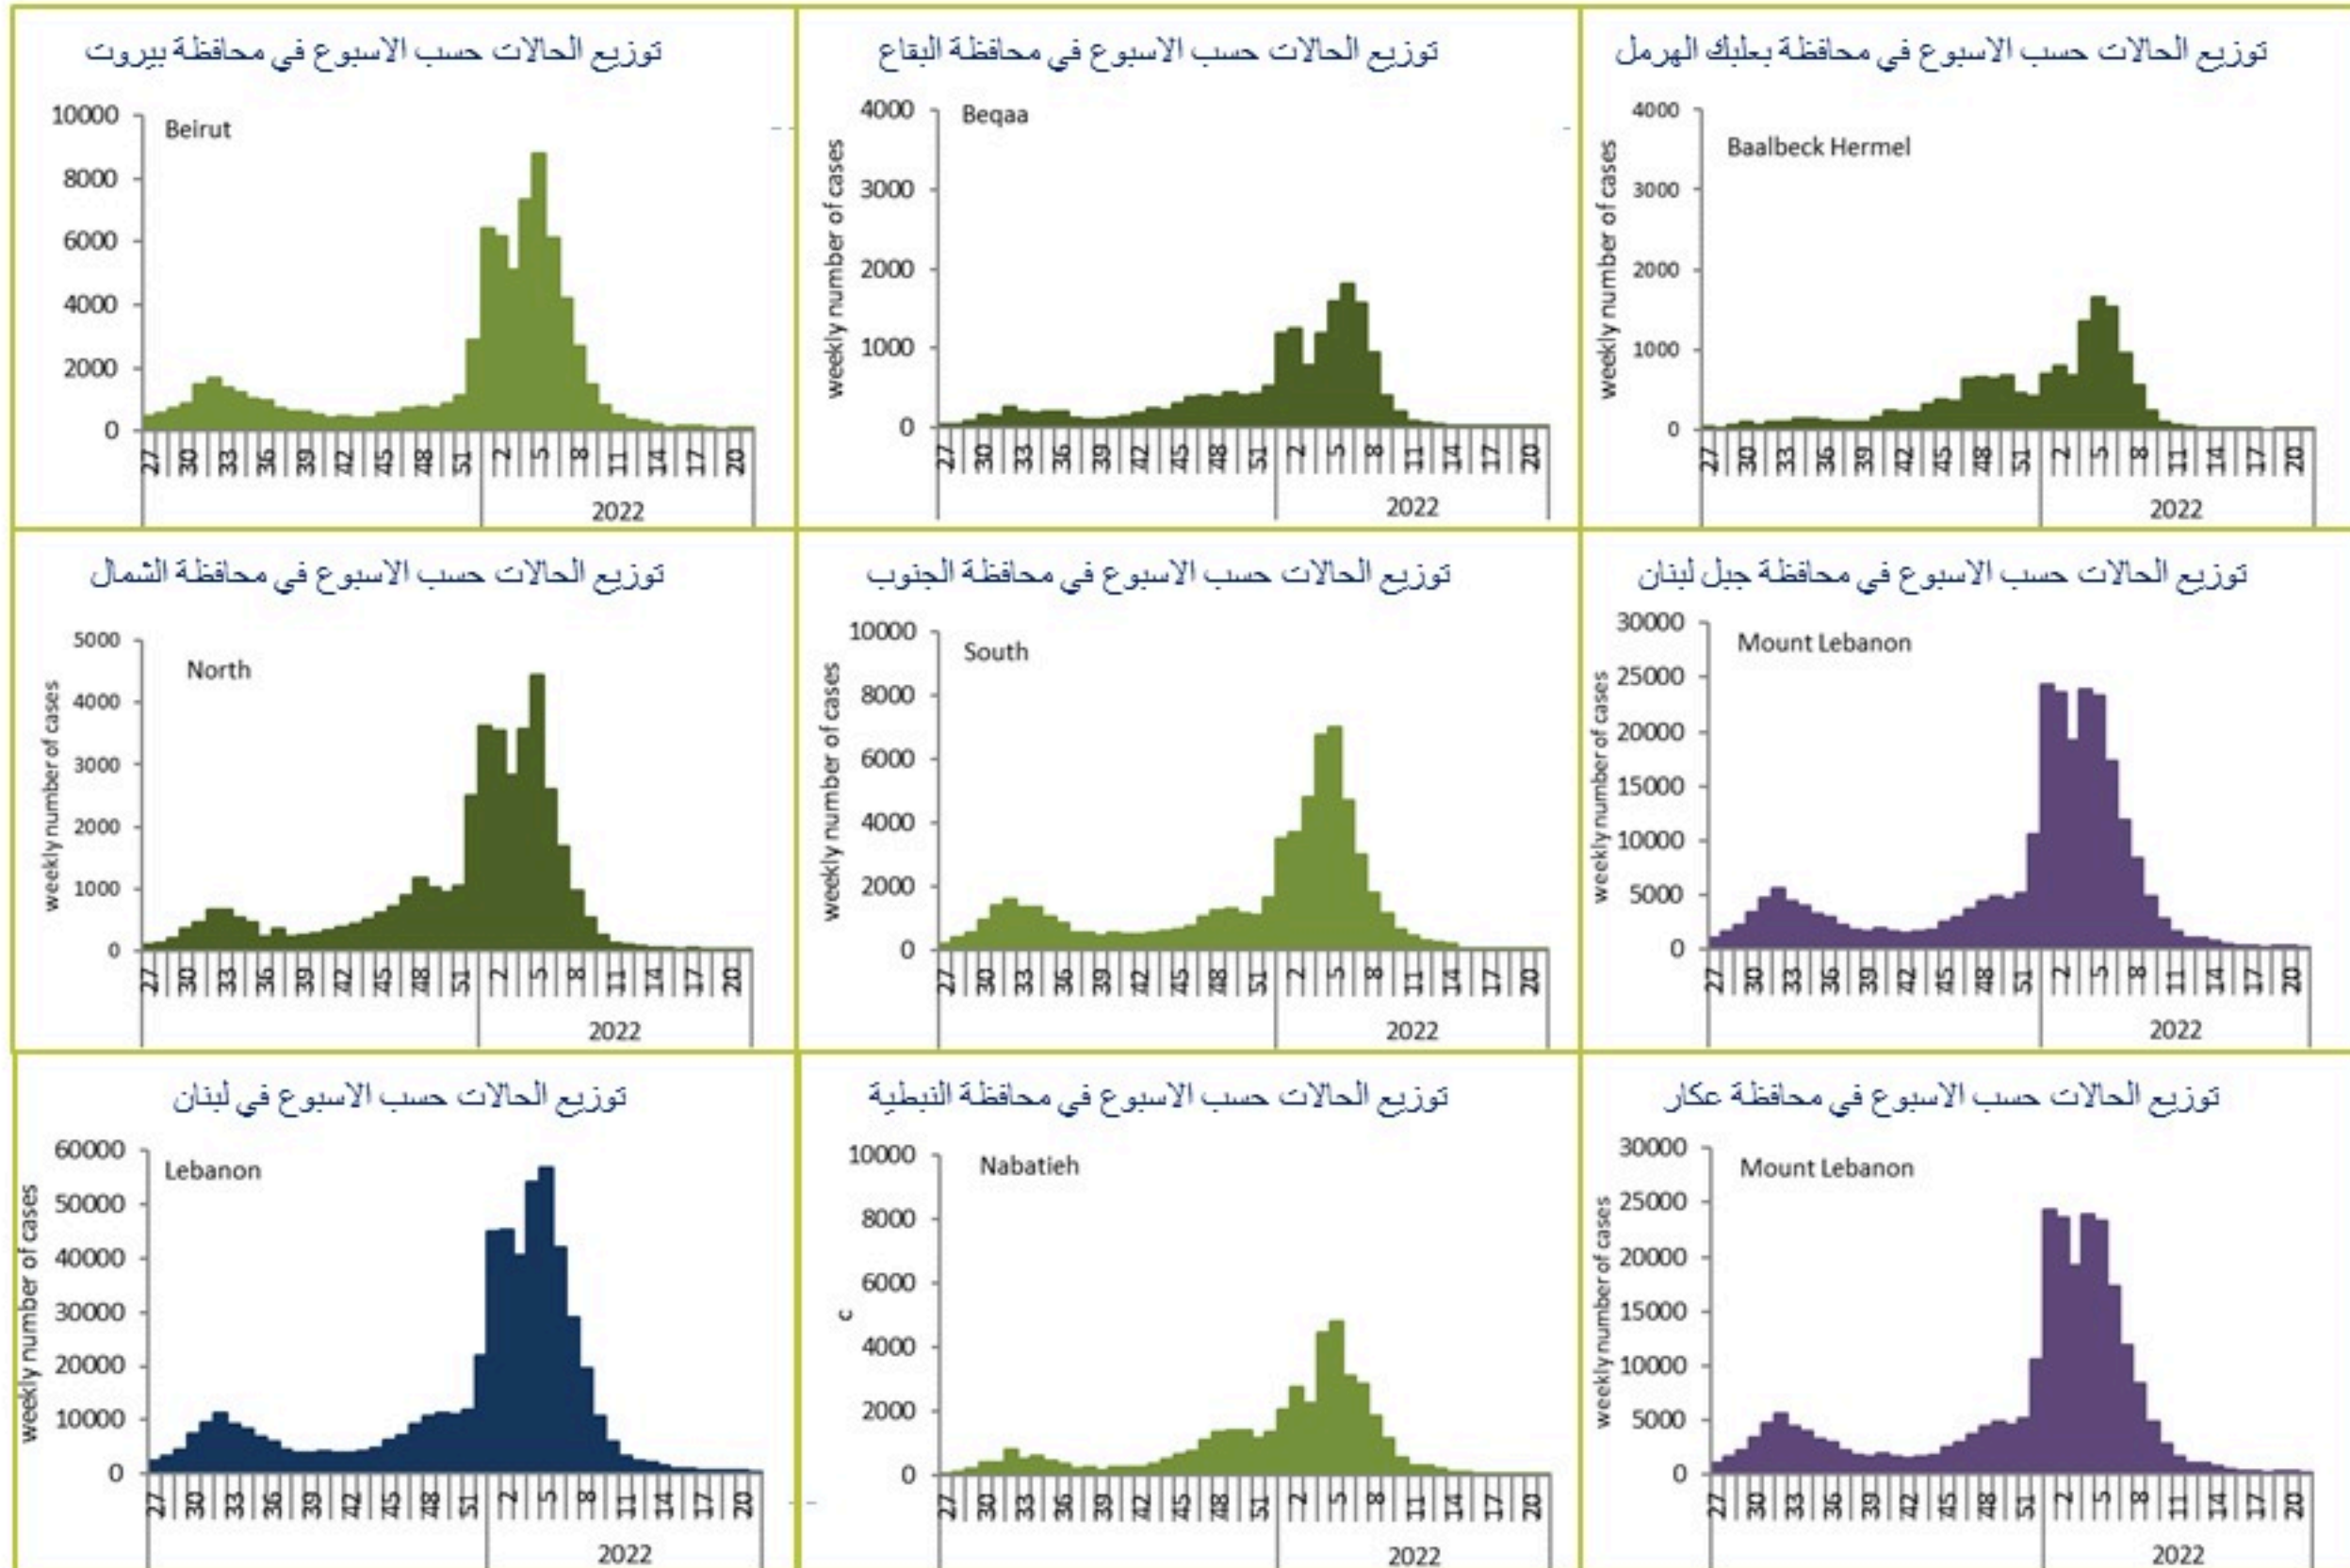 توزيع الحالات حسب الاسبوع في محافظة بيروت
Beirut
10000
8000
6000
4000
2000
0
27 30 33 36 39 42 45 48 51 2 5 8 11 14 17 20
2022
توزيع الحالات حسب الاسبوع في محافظة البقاع
Beqaa
weekly number of cases
4000
3000
2000
1000
0
27 30 33 36 39 42 45 48 51 2 5 8 11 14 17 20
2022
توزيع الحالات حسب الاسبوع في محافظة بعلبك الهرمل
Baalbeck Hermel
weekly number of cases
4000
3000
2000
1000
0
27 30 33 36 39 42 45 48 51 2 5 8 11 14 17 20
2022
توزيع الحالات حسب الاسبوع في محافظة الشمال
North
weekly number of cases
5000
4000
3000
2000
1000
0
27 30 33 36 39 42 45 48 51 2 5 8 11 14 17 20
2022
توزيع الحالات حسب الاسبوع في محافظة الجنوب
South
weekly number of cases
10000
8000
6000
4000
2000
0
27 30 33 36 39 42 45 48 51 2 5 8 11 14 17 20
2022
توزيع الحالات حسب الاسبوع في محافظة جبل لبنان
Mount Lebanon
weekly number of cases
30000
25000
20000
15000
10000
5000
0
27 30 33 36 39 42 45 48 51 2 5 8 11 14 17 20
2022
توزيع الحالات حسب الاسبوع في لبنان
Lebanon
weekly number of cases
60000
50000
40000
30000
20000
10000
0
27 30 33 36 39 42 45 48 51 2 5 8 11 14 17 20
2022
توزيع الحالات حسب الاسبوع في محافظة النبطية
Nabatieh
c
10000
8000
6000
4000
2000
0
27 30 33 36 39 42 45 48 51 2 5 8 11 14 17 20
2022
توزيع الحالات حسب الاسبوع في محافظة عكار
Mount Lebanon
weekly number of cases
30000
25000
20000
15000
10000
5000
0
27 30 33 36 39 42 45 48 51 2 5 8 11 14 17 20
2022